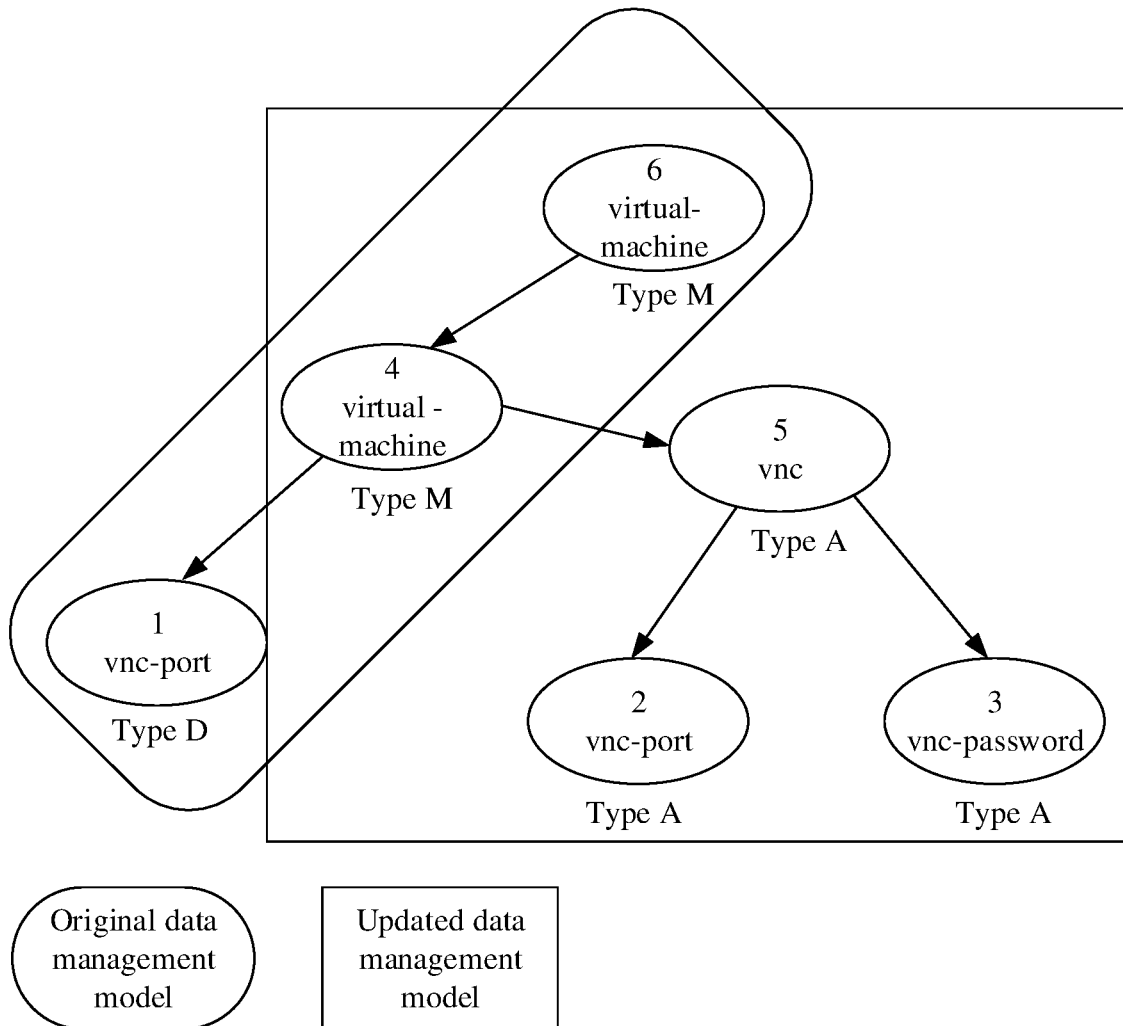 6
virtual-
machine
Type M
4
virtual -
machine
Type M
5
vnc
Type A
1
vnc-port
Type D
2
vnc-port
Type A
3
vnc-password
Type A
Original data
management
model
Updated data
management
model